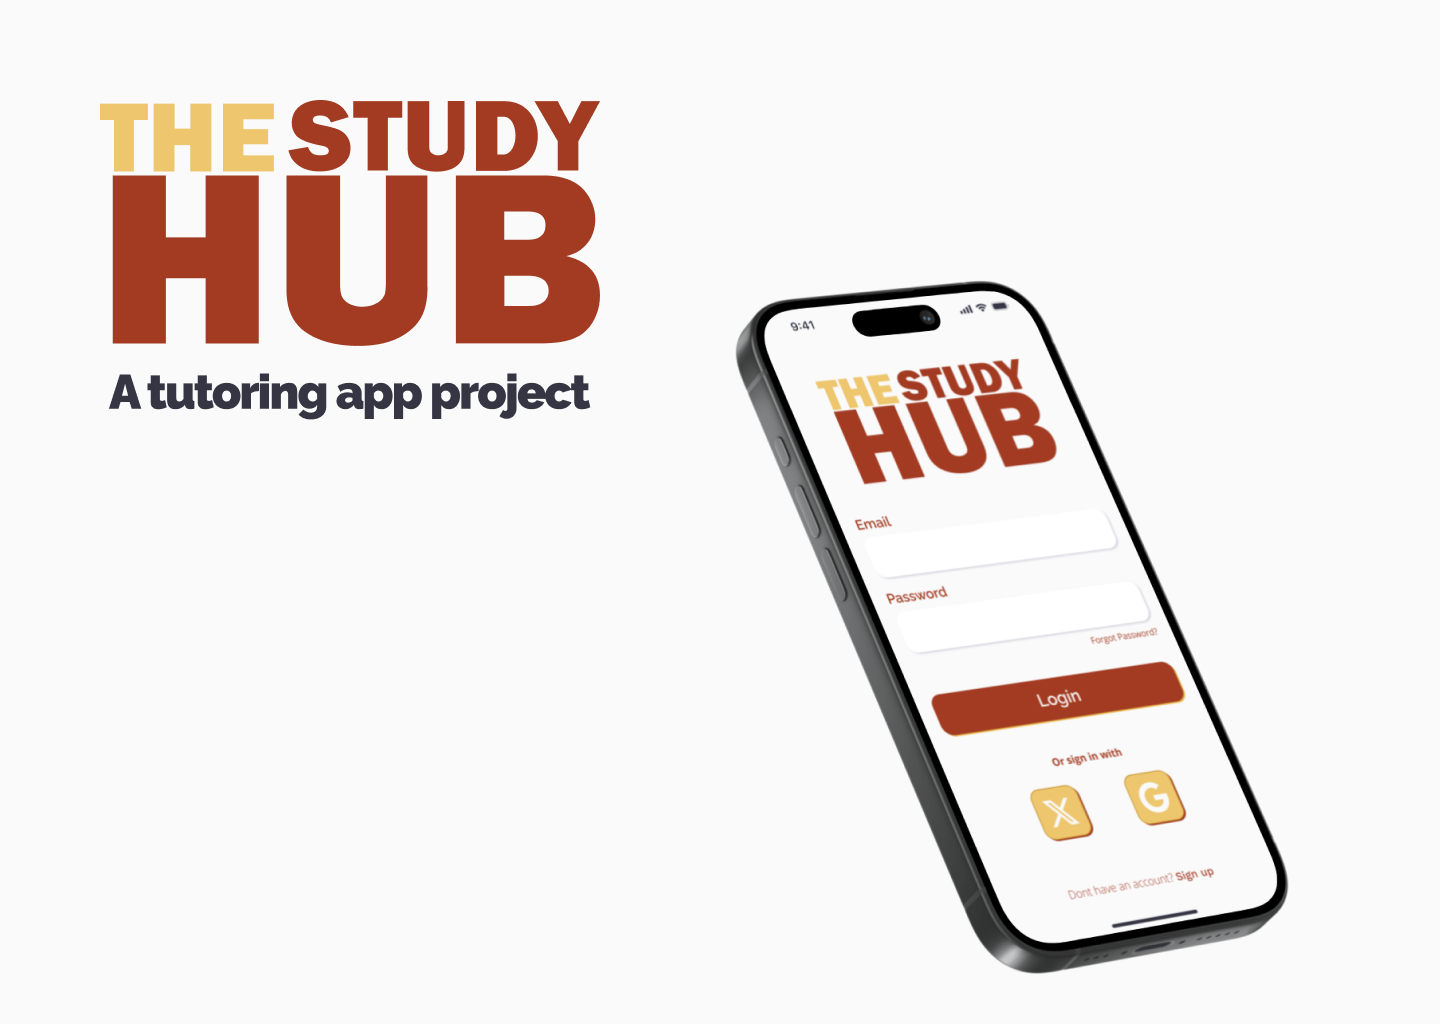 THE STUDY
HUB
A tutoring app project
9:41
THE STUDY
HUB
Email
Password
Forgot Password?
Login
Or sign in with
X
G
Dont have an account? Sign up